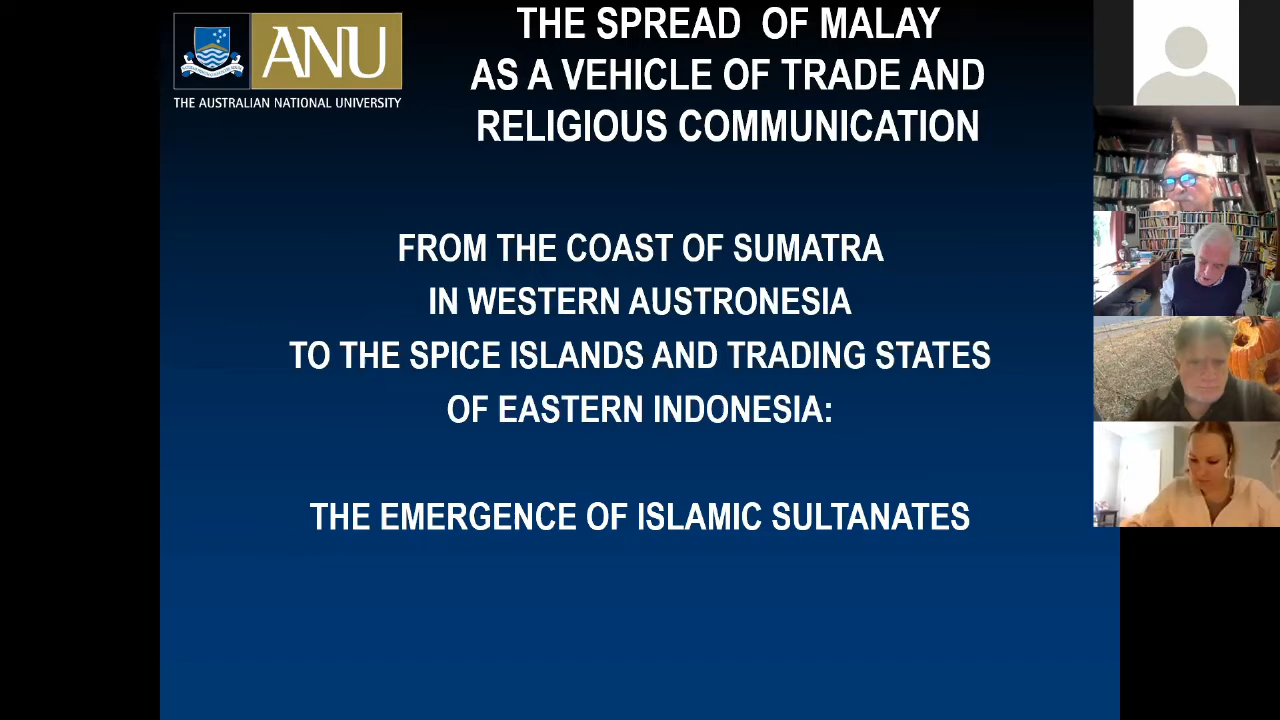 ANU
THE AUSTRALIAN NATIONAL UNIVERSITY
THE SPREAD OF MALAY
AS A VEHICLE OF TRADE AND
RELIGIOUS COMMUNICATION
FROM THE COAST OF SUMATRA
IN WESTERN AUSTRONESIA
TO THE SPICE ISLANDS AND TRADING STATES
OF EASTERN INDONESIA:
THE EMERGENCE OF ISLAMIC SULTANATES